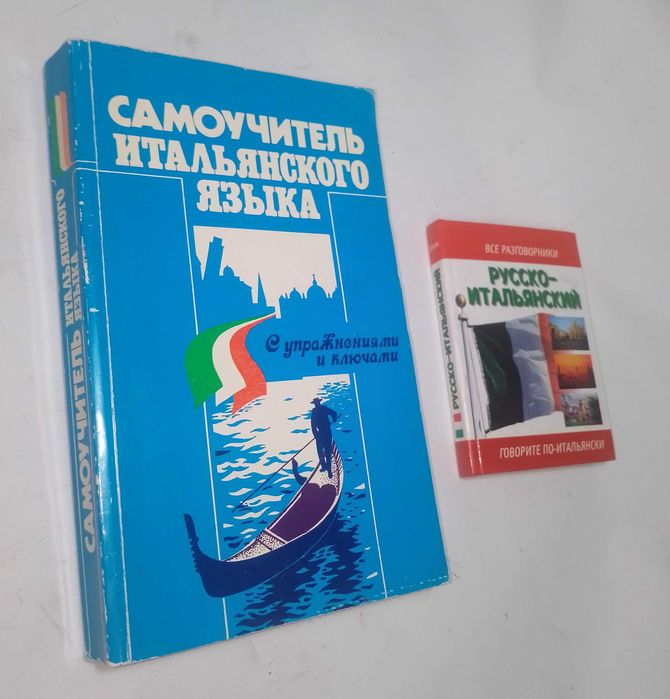 САМОУЧИТЕЛЬ
ИТАЛЬЯНСКОГО
ЯЗЫКА
С упражнениями
и ключами
САМОУЧИТЕЛЬ
ИТАЛЬЯНСКОГО
ЯЗЫКА
ВСЕ РАЗГОВОРНИКИ
РУССКО-
ИТАЛЬЯНСКИЙ
ГОВОРИТЕ ПО-ИТАЛЬЯНСКИ
РУССКО-ИТАЛЬЯНСКИЙ